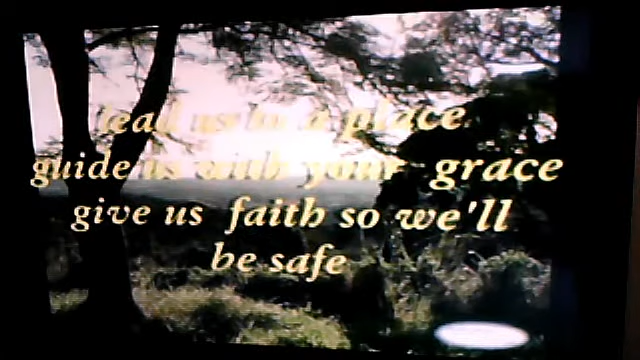 lead us to a place
guide us with your grace
give us faith so we'll
be safe